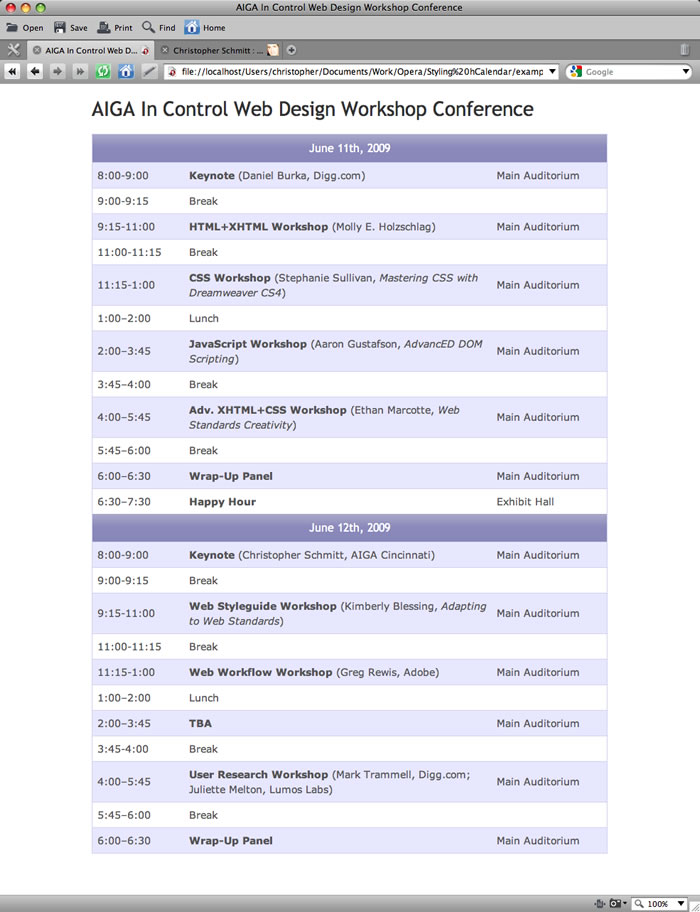 AIGA In Control Web Design Workshop Conference
Open Save Print Find Home
AIGA In Control Web D... Christopher Schmitt : ...
file://localhost/Users/christopher/Documents/Work/Opera/Styling%20hCalendar/examp Google
AIGA In Control Web Design Workshop Conference
June 11th, 2009
8:00-9:00 Keynote (Daniel Burka, Digg.com) Main Auditorium
9:00-9:15 Break
9:15-11:00 HTML+XHTML Workshop (Molly E. Holzschlag) Main Auditorium
11:00-11:15 Break
11:15-1:00 CSS Workshop (Stephanie Sullivan, Mastering CSS with
Dreamweaver CS4) Main Auditorium
1:00–2:00 Lunch
2:00–3:45 JavaScript Workshop (Aaron Gustafson, AdvancED DOM
Scripting) Main Auditorium
3:45–4:00 Break
4:00–5:45 Adv. XHTML+CSS Workshop (Ethan Marcotte, Web
Standards Creativity) Main Auditorium
5:45–6:00 Break
6:00–6:30 Wrap-Up Panel Main Auditorium
6:30–7:30 Happy Hour Exhibit Hall
June 12th, 2009
8:00-9:00 Keynote (Christopher Schmitt, AIGA Cincinnati) Main Auditorium
9:00-9:15 Break
9:15-11:00 Web Styleguide Workshop (Kimberly Blessing, Adapting
to Web Standards) Main Auditorium
11:00-11:15 Break
11:15-1:00 Web Workflow Workshop (Greg Rewis, Adobe) Main Auditorium
1:00–2:00 Lunch
2:00–3:45 TBA Main Auditorium
3:45-4:00 Break
4:00–5:45 User Research Workshop (Mark Trammell, Digg.com;
Juliette Melton, Lumos Labs) Main Auditorium
5:45–6:00 Break
6:00–6:30 Wrap-Up Panel Main Auditorium
100%